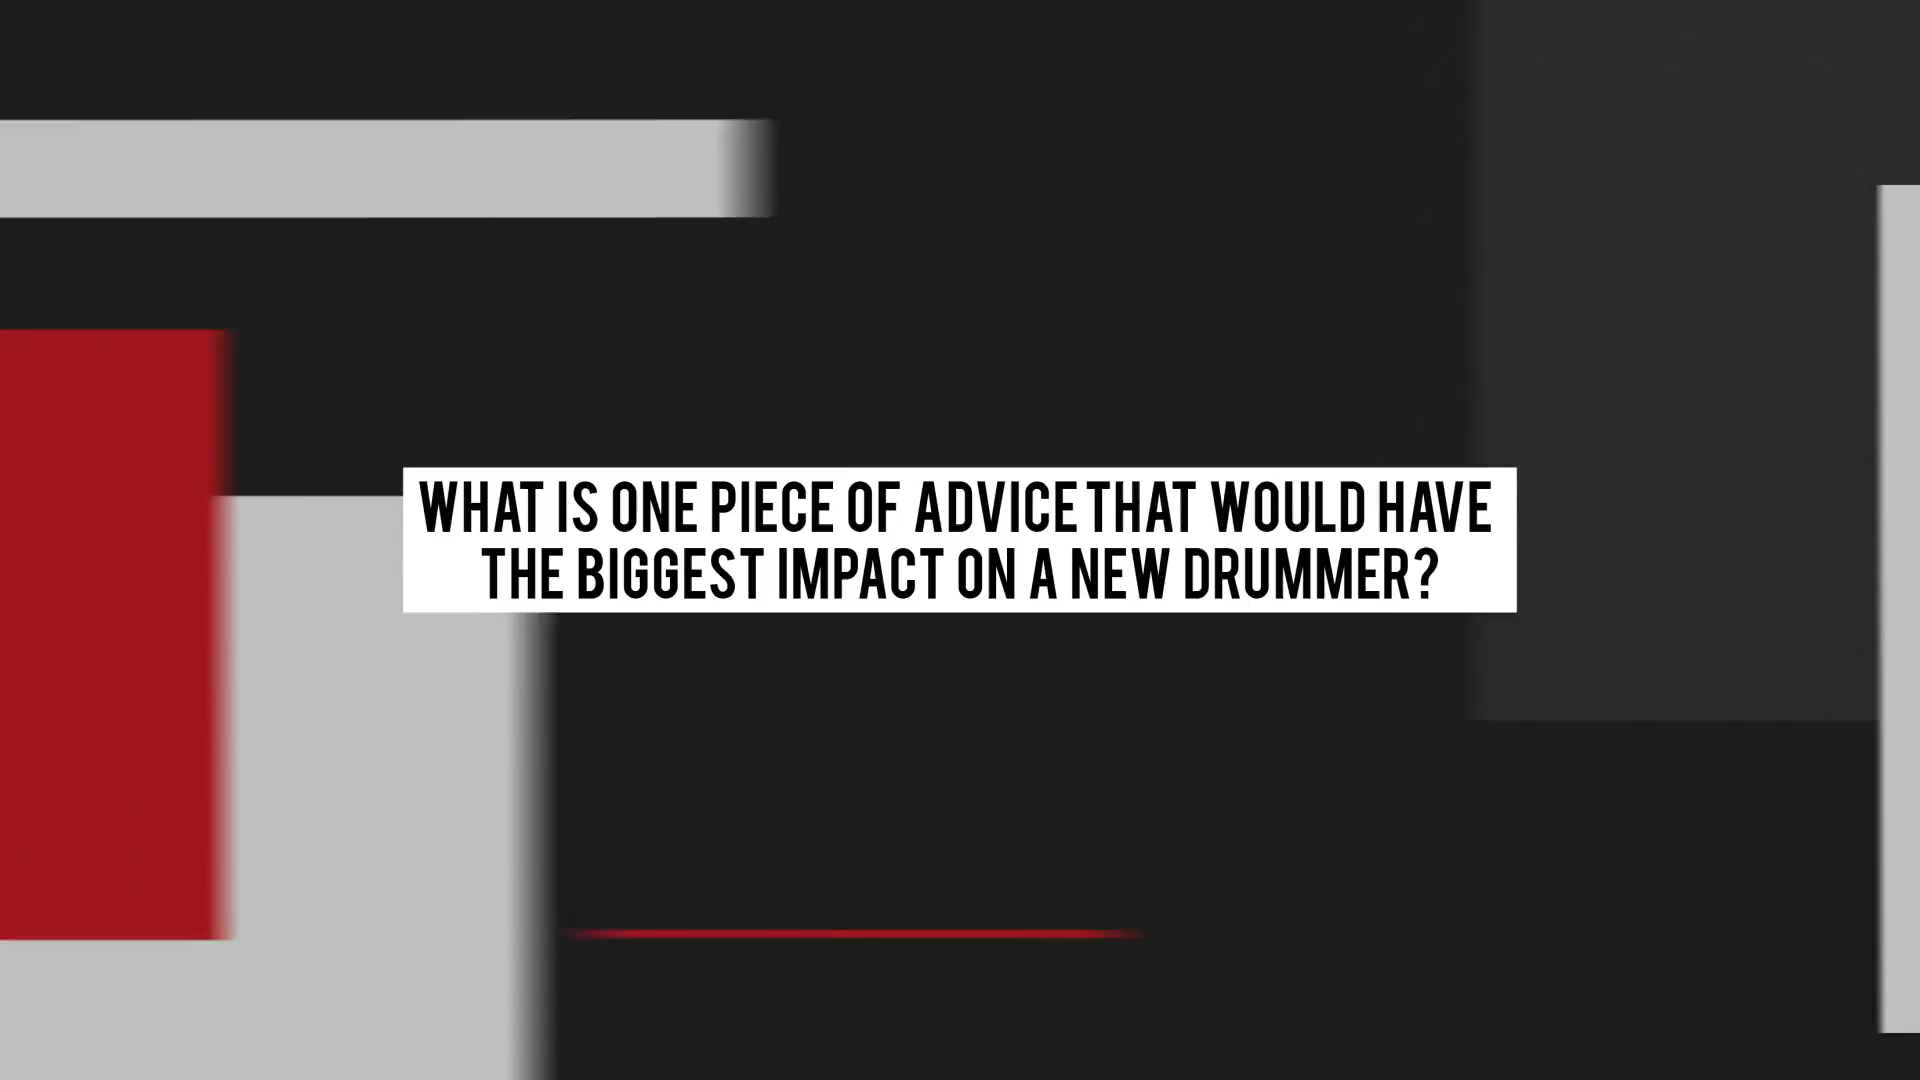 WHAT IS ONE PIECE OF ADVICE THAT WOULD HAVE
THE BIGGEST IMPACT ON A NEW DRUMMER?